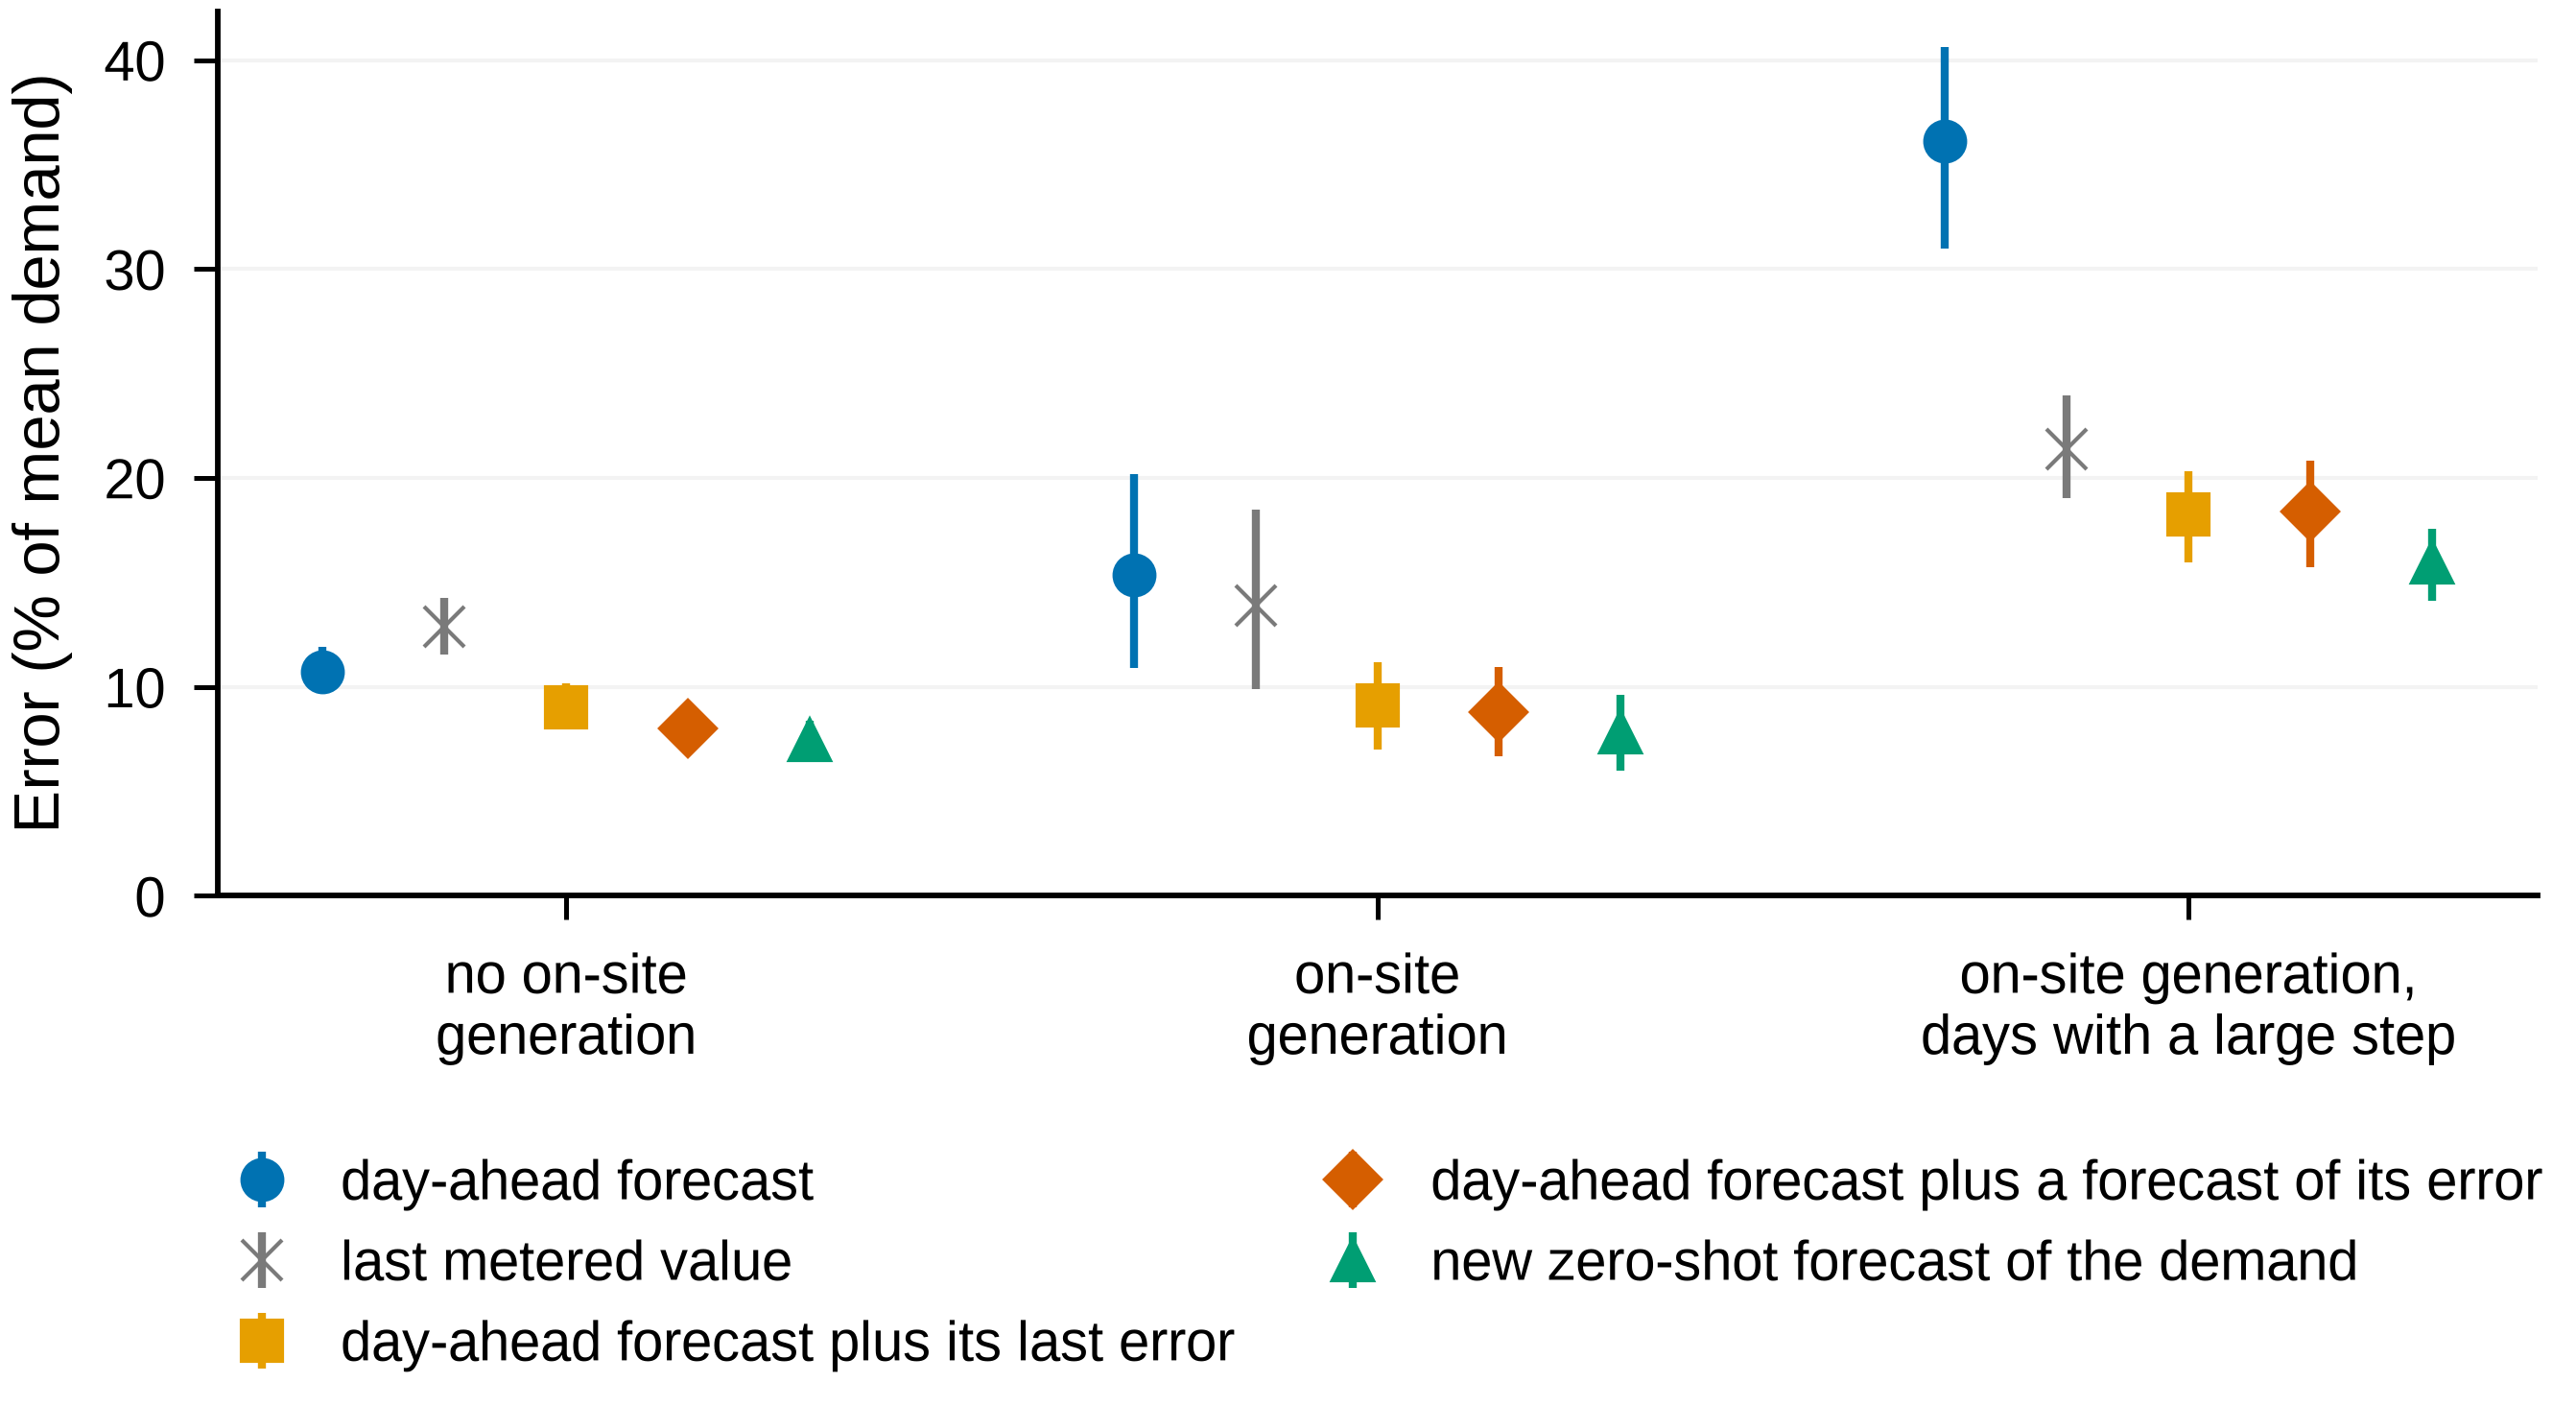 Error (% of mean demand)
40
30
20
10
0
no on-site
generation
on-site
generation
on-site generation,
days with a large step
day-ahead forecast
last metered value
day-ahead forecast plus its last error
day-ahead forecast plus a forecast of its error
new zero-shot forecast of the demand